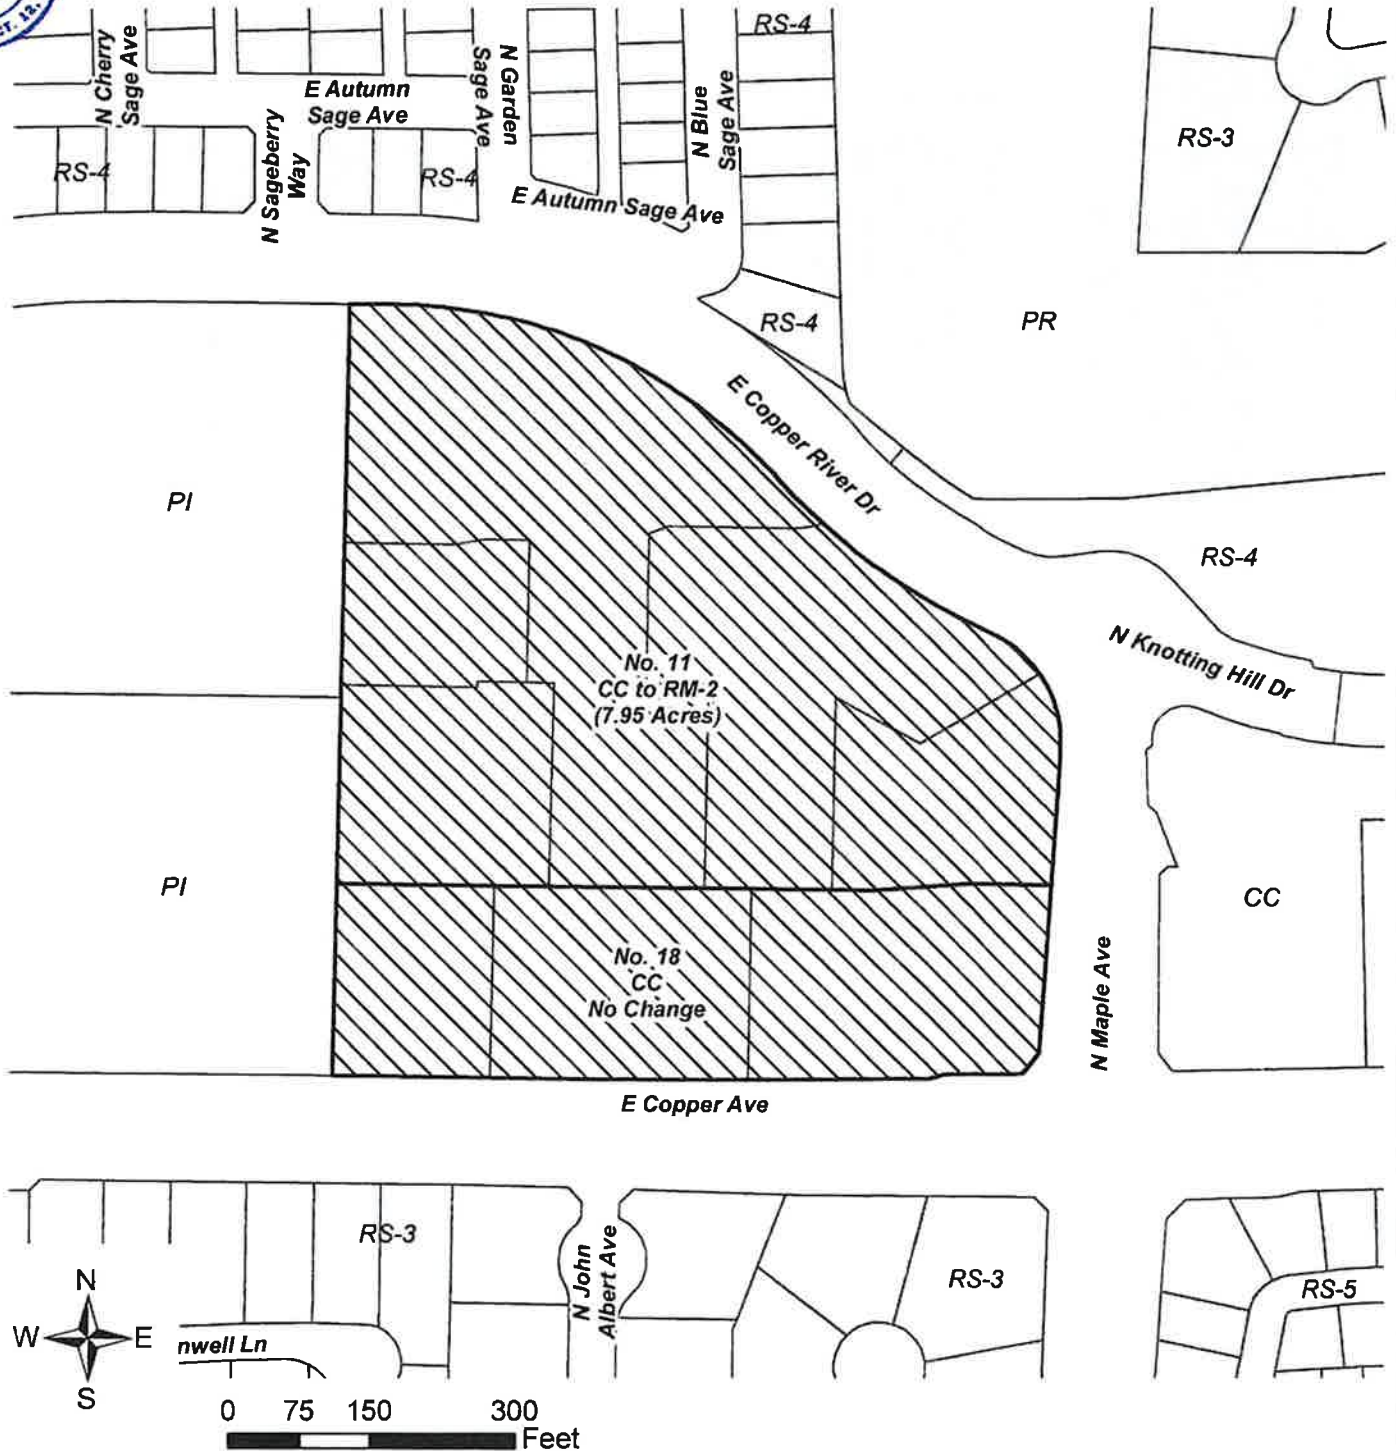 CT. 12,
N Cherry
Sage Ave
E Autumn
Sage Ave
N Garden
Sage Ave
N Blue
Sage Ave
RS-4
RS-3
RS-4
N Sageberry
Way
RS-4
E Autumn Sage Ave
RS-4
PR
E Copper River Dr
PI
RS-4
N Knotting Hill Dr
No. 11
CC to RM-2
(7.95 Acres)
PI
CC
No. 18
CC
No Change
N Maple Ave
E Copper Ave
RS-3
N John
Albert Ave
RS-3
RS-5
N
W
E
S
nwell Ln
0 75 150 300
Feet